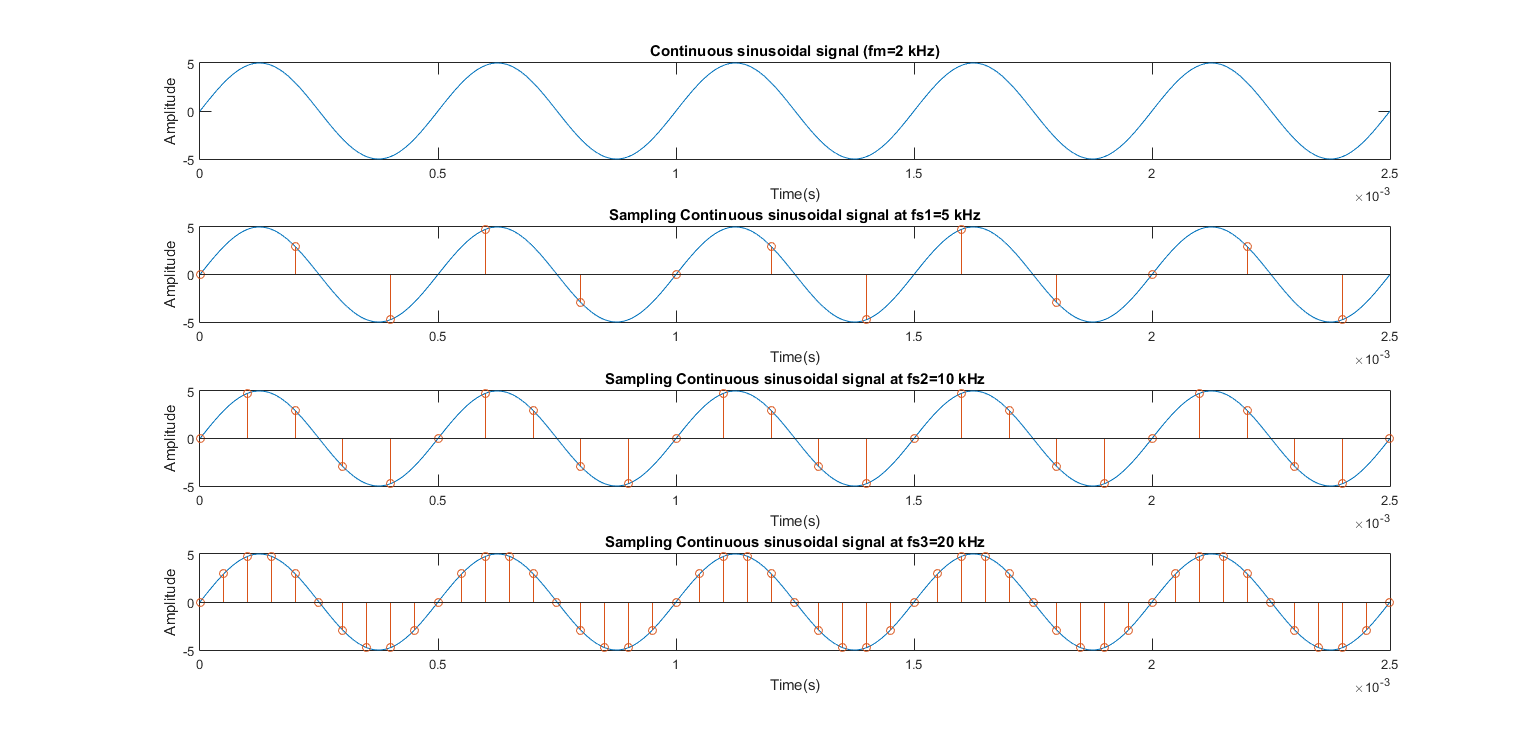 Continuous sinusoidal signal (fm=2 kHz)
Amplitude
5
0
-5
0 0.5 1 1.5 2 2.5
Time(s)
×10-3
Sampling Continuous sinusoidal signal at fs1=5 kHz
Amplitude
5
0
-5
0 0.5 1 1.5 2 2.5
Time(s)
×10-3
Sampling Continuous sinusoidal signal at fs2=10 kHz
Amplitude
5
0
-5
0 0.5 1 1.5 2 2.5
Time(s)
×10-3
Sampling Continuous sinusoidal signal at fs3=20 kHz
Amplitude
5
0
-5
0 0.5 1 1.5 2 2.5
Time(s)
×10-3